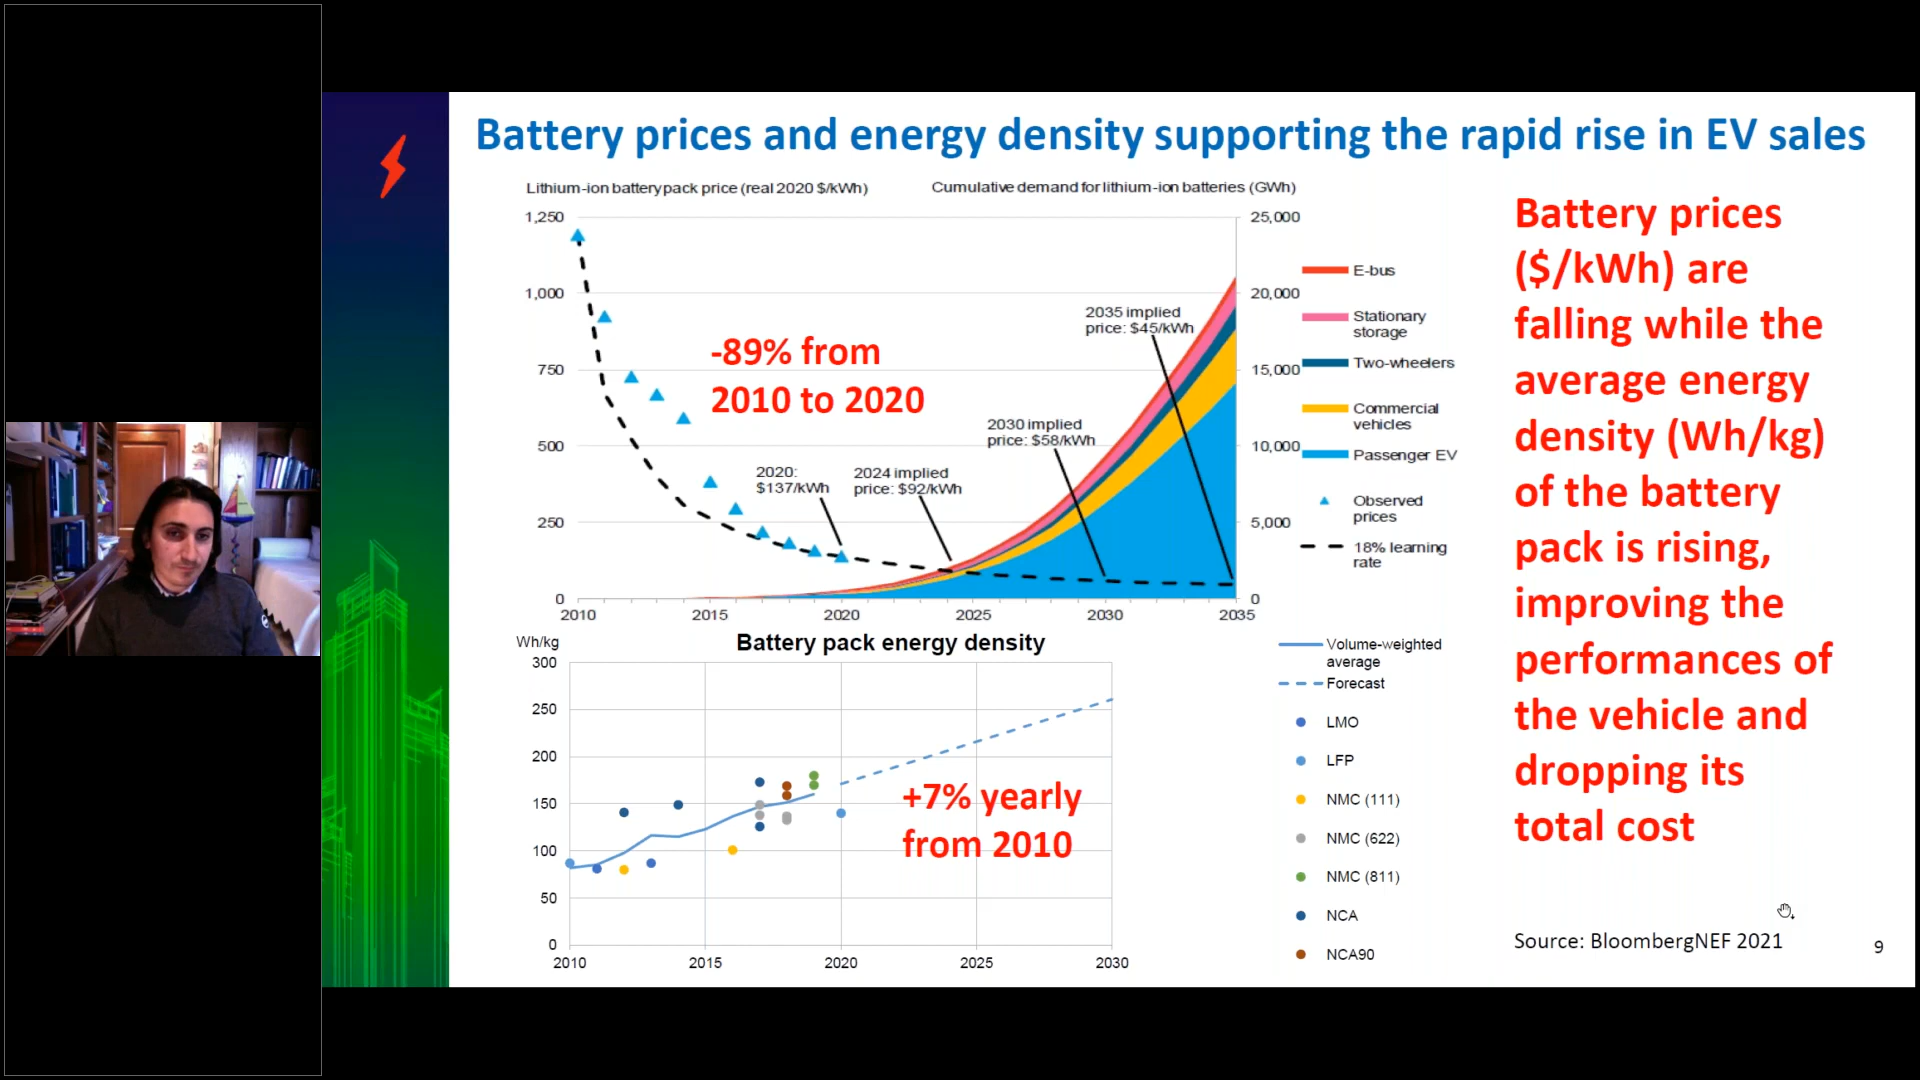 Battery prices and energy density supporting the rapid rise in EV sales
Lithium-ion battery pack price (real 2020 $/kWh)
Cumulative demand for lithium-ion batteries (GWh)
1,250
1,000
750
500
250
0
25,000
20,000
15,000
10,000
5,000
0
2010
2015
2020
2025
2030
2035
-89% from
2010 to 2020
2020:
$137/kWh
2024 implied
price: $92/kWh
2030 implied
price: $58/kWh
2035 implied
price: $45/kWh
E-bus
Stationary
storage
Two-wheelers
Commercial
vehicles
Passenger EV
Observed
prices
18% learning
rate
Wh/kg
Battery pack energy density
300
250
200
150
100
50
0
2010
2015
2020
2025
2030
+7% yearly
from 2010
Volume-weighted
average
Forecast
LMO
LFP
NMC (111)
NMC (622)
NMC (811)
NCA
NCA90
Battery prices
($/kWh) are
falling while the
average energy
density (Wh/kg)
of the battery
pack is rising,
improving the
performances of
the vehicle and
dropping its
total cost
Source: BloombergNEF 2021
9